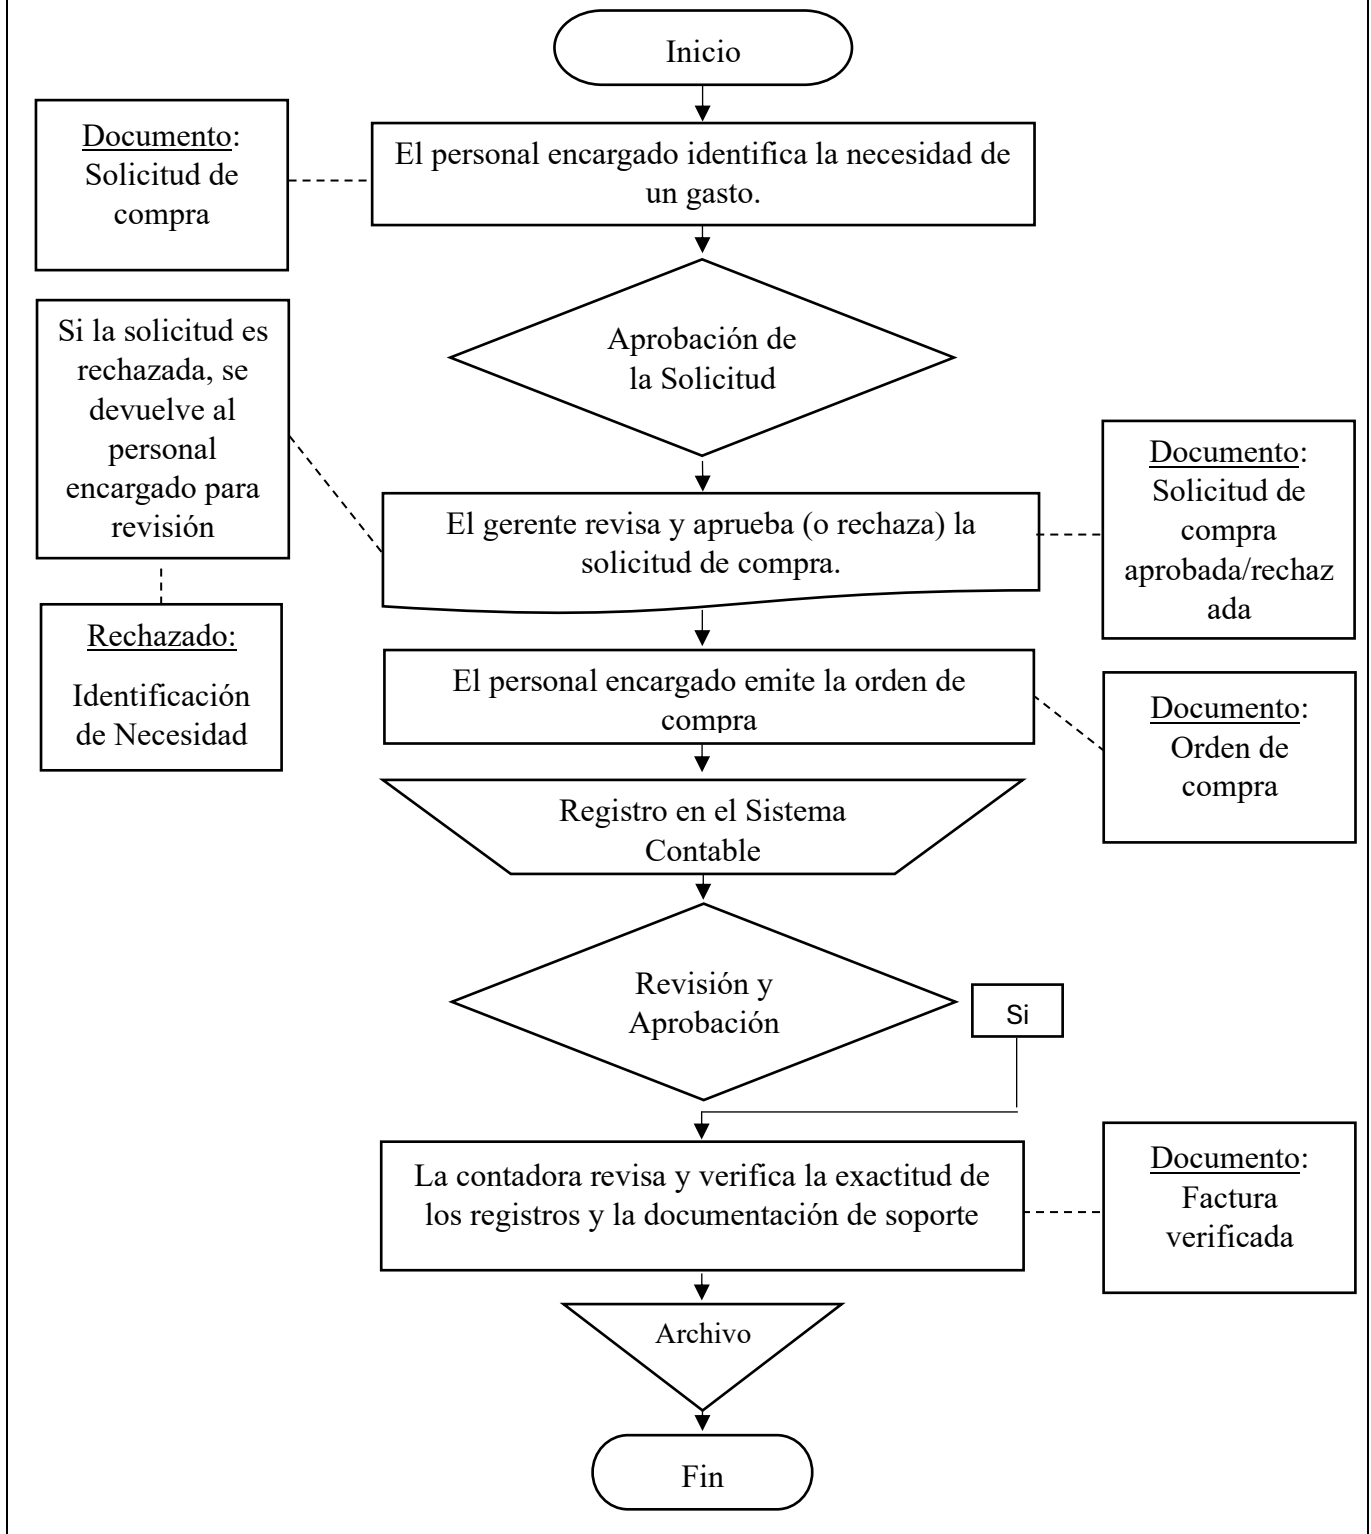 Inicio
Documento:
Solicitud de
compra
El personal encargado identifica la necesidad de
un gasto.
Aprobación de
la Solicitud
Si la solicitud es
rechazada, se
devuelve al
personal
encargado para
revisión
El gerente revisa y aprueba (o rechaza) la
solicitud de compra.
Documento:
Solicitud de
compra
aprobada/rechaz
ada
Rechazado:
Identificación
de Necesidad
El personal encargado emite la orden de
compra
Documento:
Orden de
compra
Registro en el Sistema
Contable
Revisión y
Aprobación
Si
La contadora revisa y verifica la exactitud de
los registros y la documentación de soporte
Documento:
Factura
verificada
Archivo
Fin